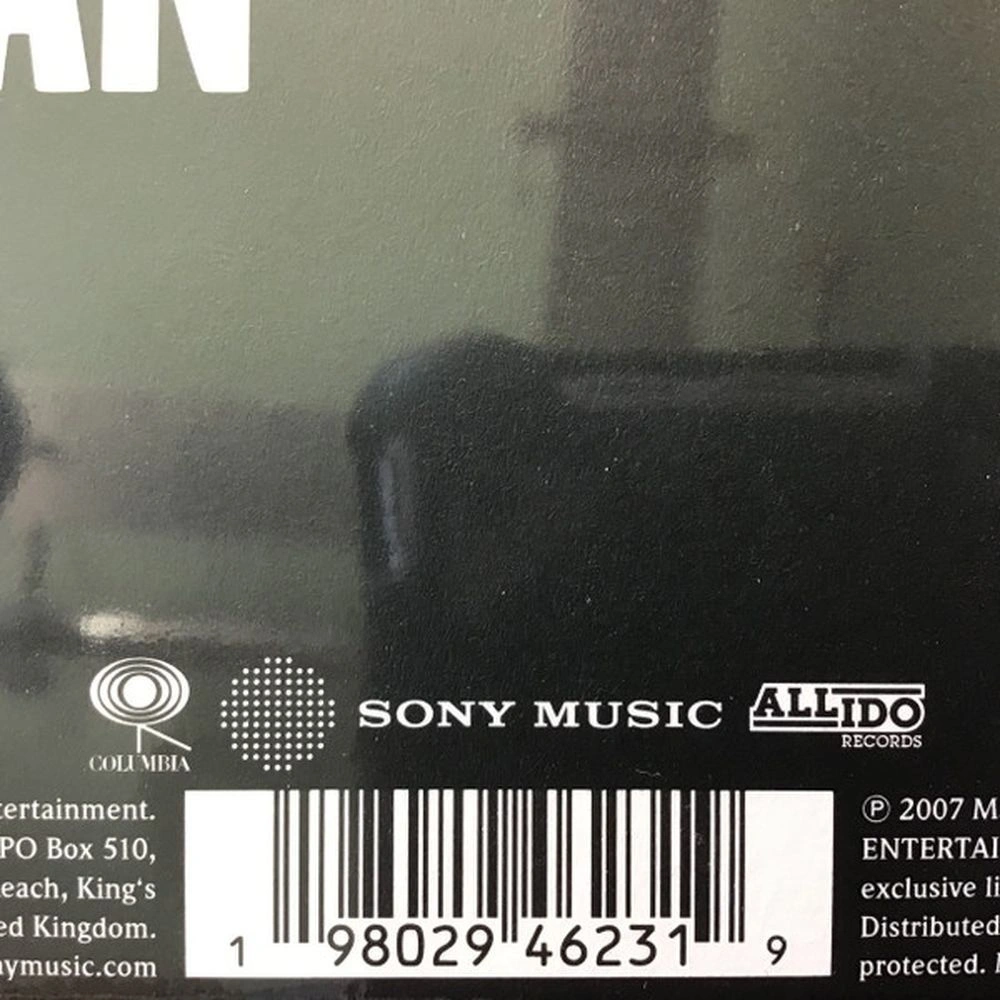 AN
COLUMBIA
SONY MUSIC
ALLIDO
RECORDS
tertainment.
PO Box 510,
each, King's
ed Kingdom.
nymusic.com
1 98029 46231 9
℗ 2007 M
ENTERTAI
exclusive li
Distributed
protected.